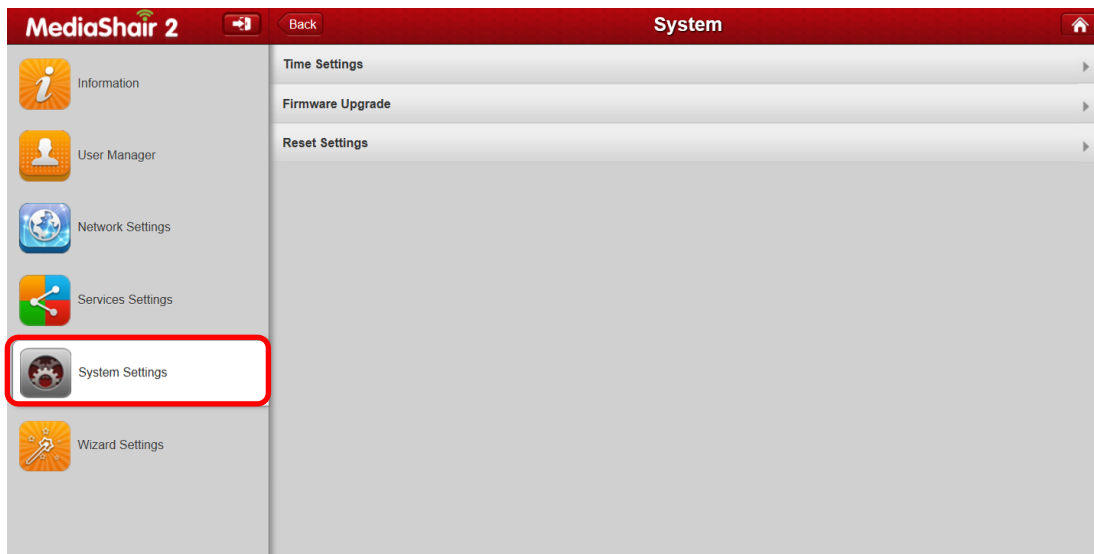 MediaShair 2
Back
System
Information
User Manager
Network Settings
Services Settings
System Settings
Wizard Settings
Time Settings
Firmware Upgrade
Reset Settings